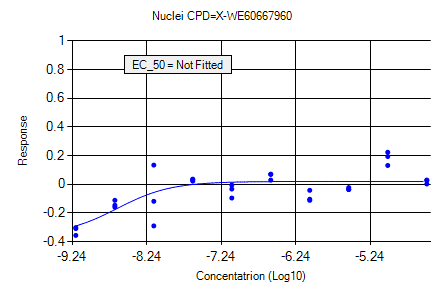 Nuclei CPD=X-WE60667960
1
0.8
0.6
0.4
0.2
0
-0.2
-0.4
EC_50 = Not Fitted
Response
-9.24 -8.24 -7.24 -6.24 -5.24
Concentatrion (Log10)